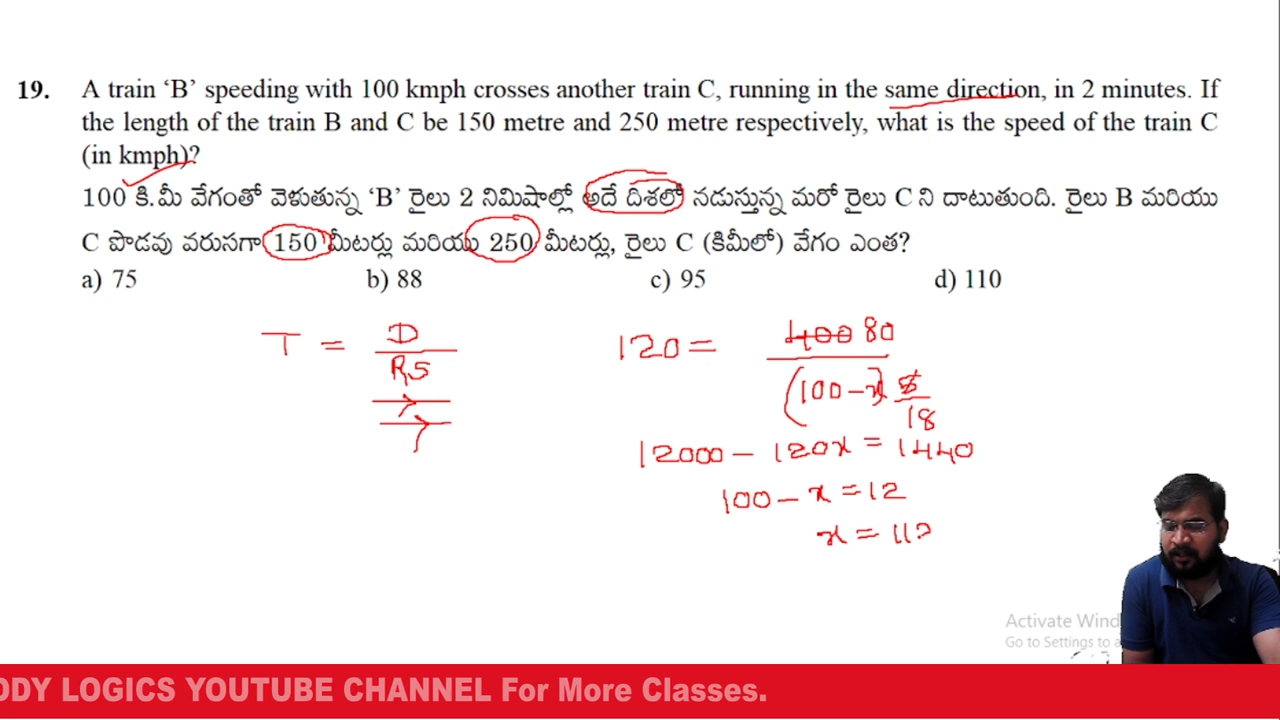 19. A train ‘B’ speeding with 100 kmph crosses another train C, running in the same direction, in 2 minutes. If
the length of the train B and C be 150 metre and 250 metre respectively, what is the speed of the train C
(in kmph)?
100 కి.మీ వేగంతో వెళుతున్న ‘B’ రైలు 2 నిమిషాల్లో అదే దిశలో నడుస్తున్న మరో రైలు C ని దాటుతుంది. రైలు B మరియు
C పొడవు వరుసగా 150 మీటర్లు మరియు 250 మీటర్లు, రైలు C (కిమీలో) వేగం ఎంత?
a) 75 b) 88 c) 95 d) 110
T = D
RS
120 = 400 80
(100 - x) 5
18
12000 - 120x = 1440
100 - x = 12
x = 112
Activate Wind
Go to Settings to a
ODY LOGICS YOUTUBE CHANNEL For More Classes.